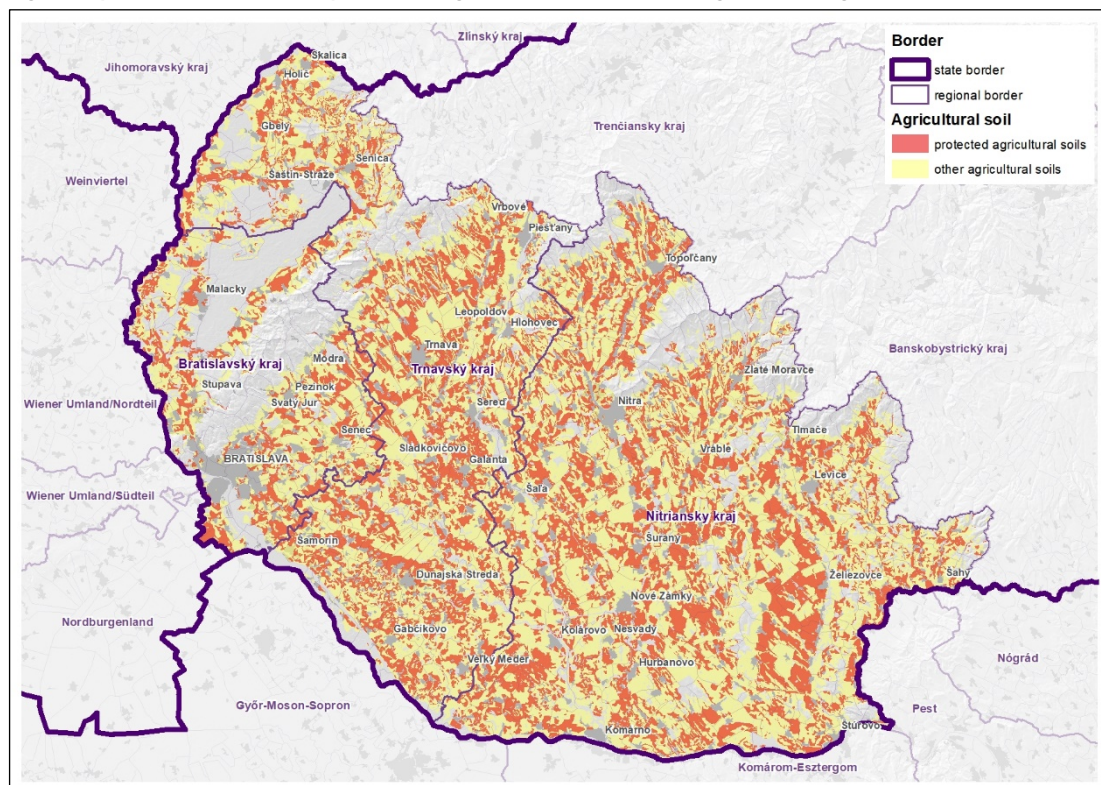 Zlínský kraj
Jihomoravský kraj
Skalica
Holíč
Border
state border
regional border
Agricultural soil
protected agricultural soils
other agricultural soils
Gbely
Trenčiansky kraj
Senica
Weinviertel
Šaštín-Stráže
Vrbové
Piešťany
Topoľčany
Malacky
Leopoldov
Hlohovec
Trnava
Banskobystrický kraj
Modra
Bratislavský kraj
Trnavský kraj
Zlaté Moravce
Stupava
Pezinok
Wiener Umland/Nordteil
Svätý Jur
Sereď
Nitra
Senec
Tlmače
Sládkovičovo
Vráble
BRATISLAVA
Galanta
Levice
Wiener Umland/Südteil
Šaľa
Nitriansky kraj
Šamorín
Šurany
Dunajská Streda
Želiezovce
Šahy
Nové Zámky
Nordburgenland
Gabčíkovo
Kolárovo
Nesvady
Veľký Meder
Hurbanovo
Nógrád
Győr-Moson-Sopron
Pest
Štúrovo
Komárno
Komárom-Esztergom